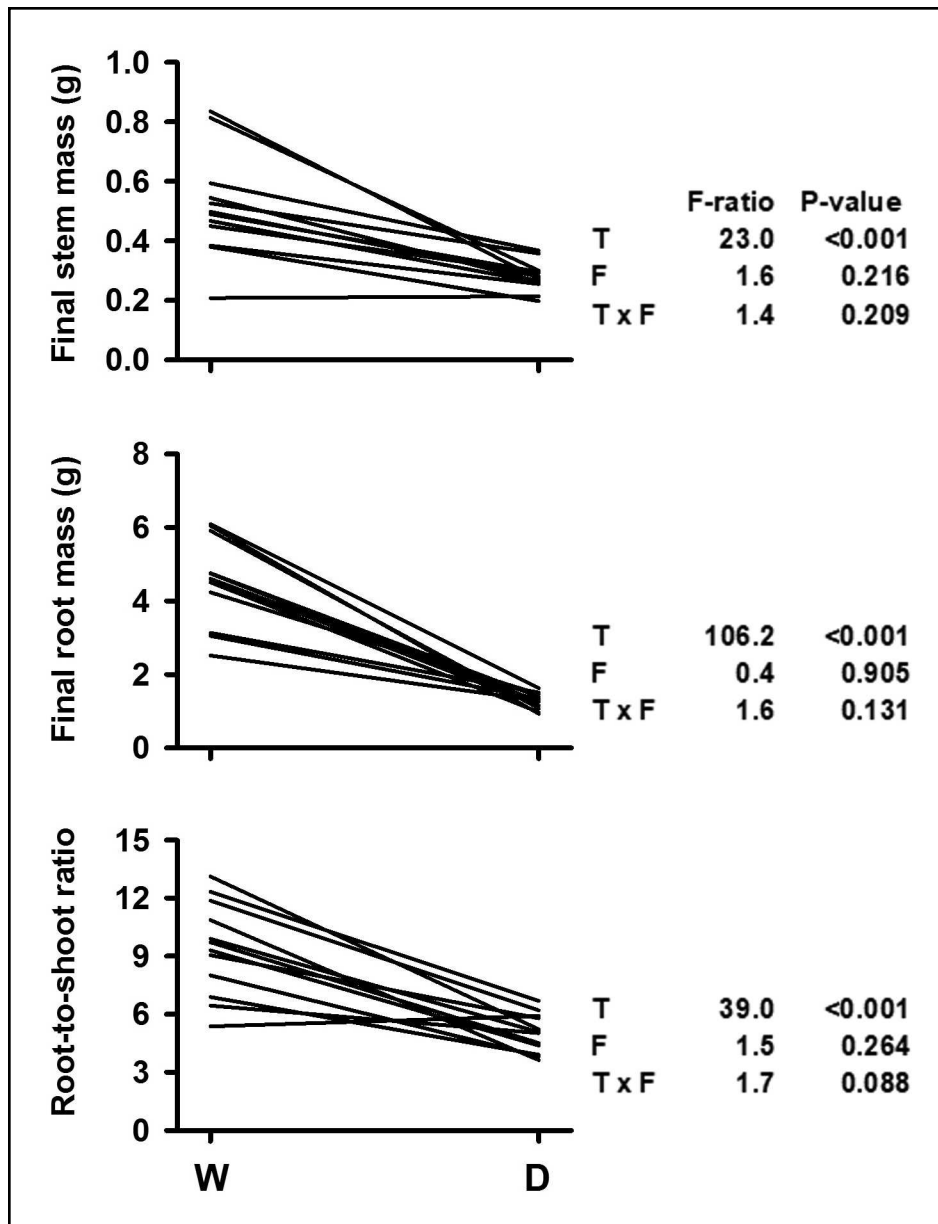 Final stem mass (g)
1.0
0.8
0.6
0.4
0.2
0.0
F-ratio P-value
T 23.0 <0.001
F 1.6 0.216
T x F 1.4 0.209
Final root mass (g)
8
6
4
2
0
T 106.2 <0.001
F 0.4 0.905
T x F 1.6 0.131
Root-to-shoot ratio
15
12
9
6
3
0
T 39.0 <0.001
F 1.5 0.264
T x F 1.7 0.088
W D